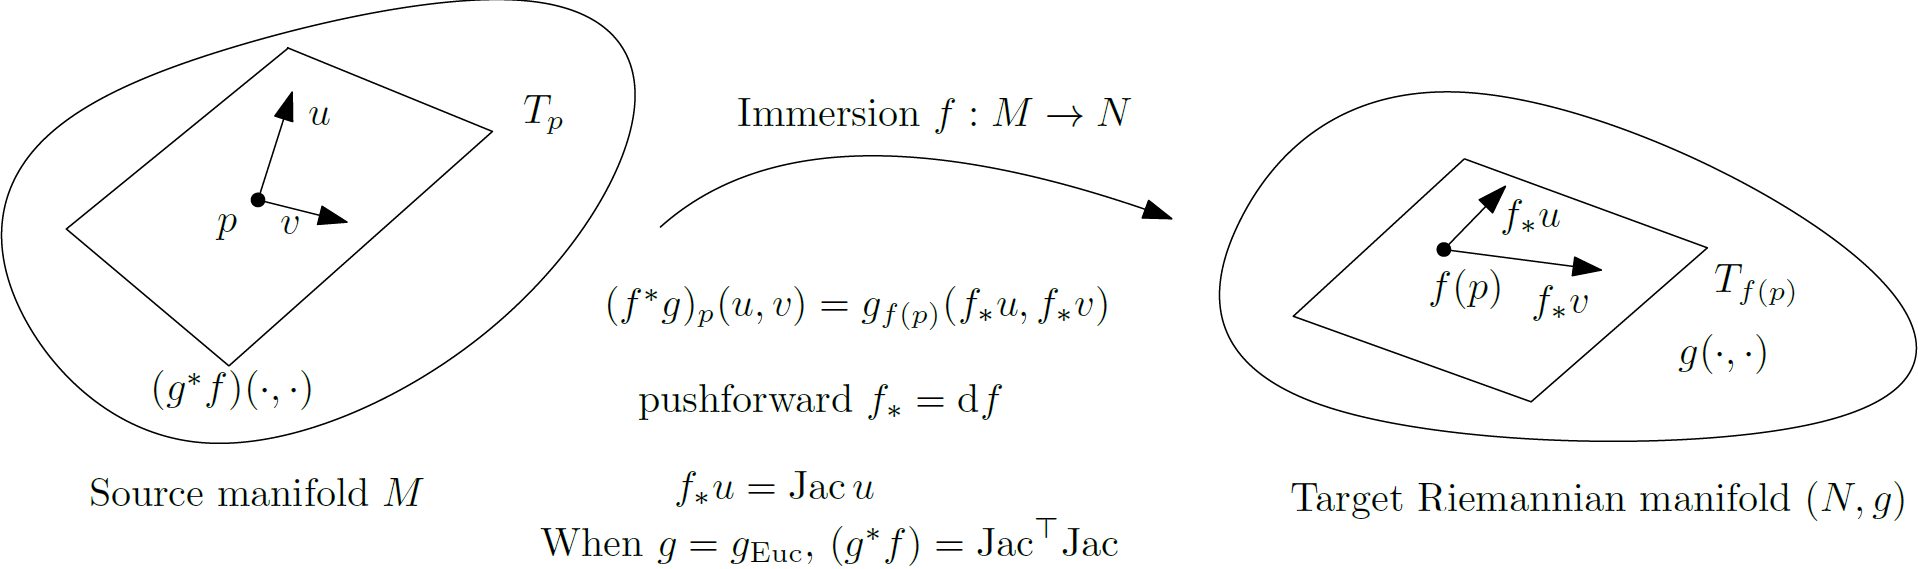 u
T_p
p
v
(g*f)(·,·)
Source manifold M
Immersion f : M → N
(f*g)_p(u, v) = g_{f(p)}(f_*u, f_*v)
pushforward f_* = df
f_*u = Jac u
When g = g_Euc, (g*f) = Jac^⊤Jac
f_*u
f(p)
f_*v
T_{f(p)}
g(·,·)
Target Riemannian manifold (N, g)